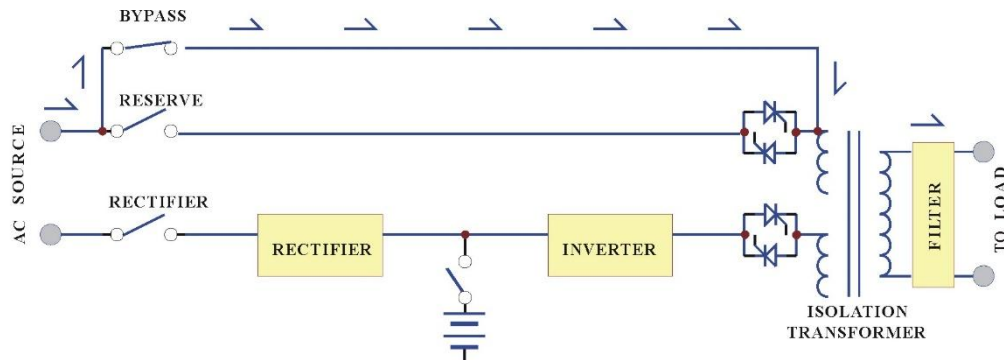 BYPASS
RESERVE
AC SOURCE
RECTIFIER
RECTIFIER
INVERTER
FILTER
TO LOAD
ISOLATION
TRANSFORMER